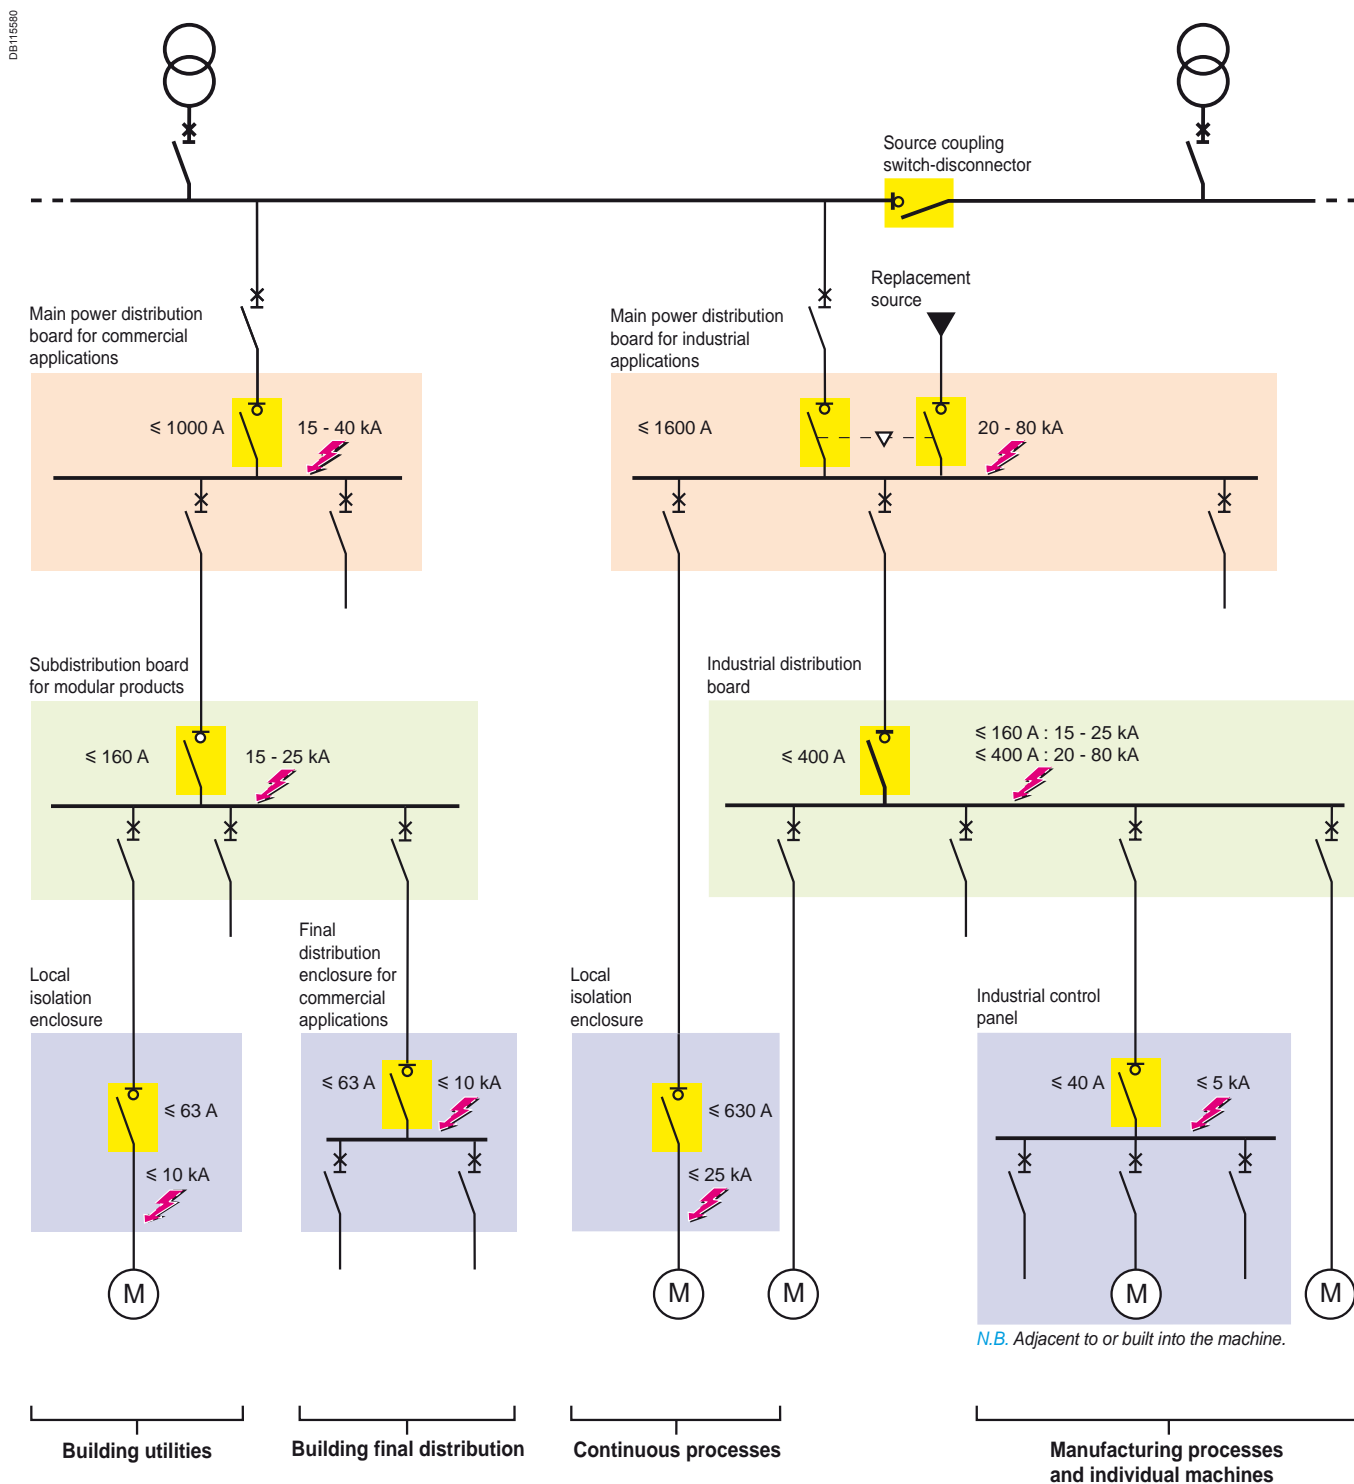 DB115580
Source coupling
switch-disconnector
Replacement
source
Main power distribution
board for commercial
applications
Main power distribution
board for industrial
applications
≤ 1000 A
15 - 40 kA
≤ 1600 A
20 - 80 kA
Subdistribution board
for modular products
Industrial distribution
board
≤ 160 A
15 - 25 kA
≤ 400 A
≤ 160 A : 15 - 25 kA
≤ 400 A : 20 - 80 kA
Local
isolation
enclosure
Final
distribution
enclosure for
commercial
applications
Local
isolation
enclosure
Industrial control
panel
≤ 63 A
≤ 10 kA
≤ 63 A
≤ 10 kA
≤ 630 A
≤ 25 kA
≤ 40 A
≤ 5 kA
M
M
M
M
M
N.B. Adjacent to or built into the machine.
Building utilities
Building final distribution
Continuous processes
Manufacturing processes
and individual machines